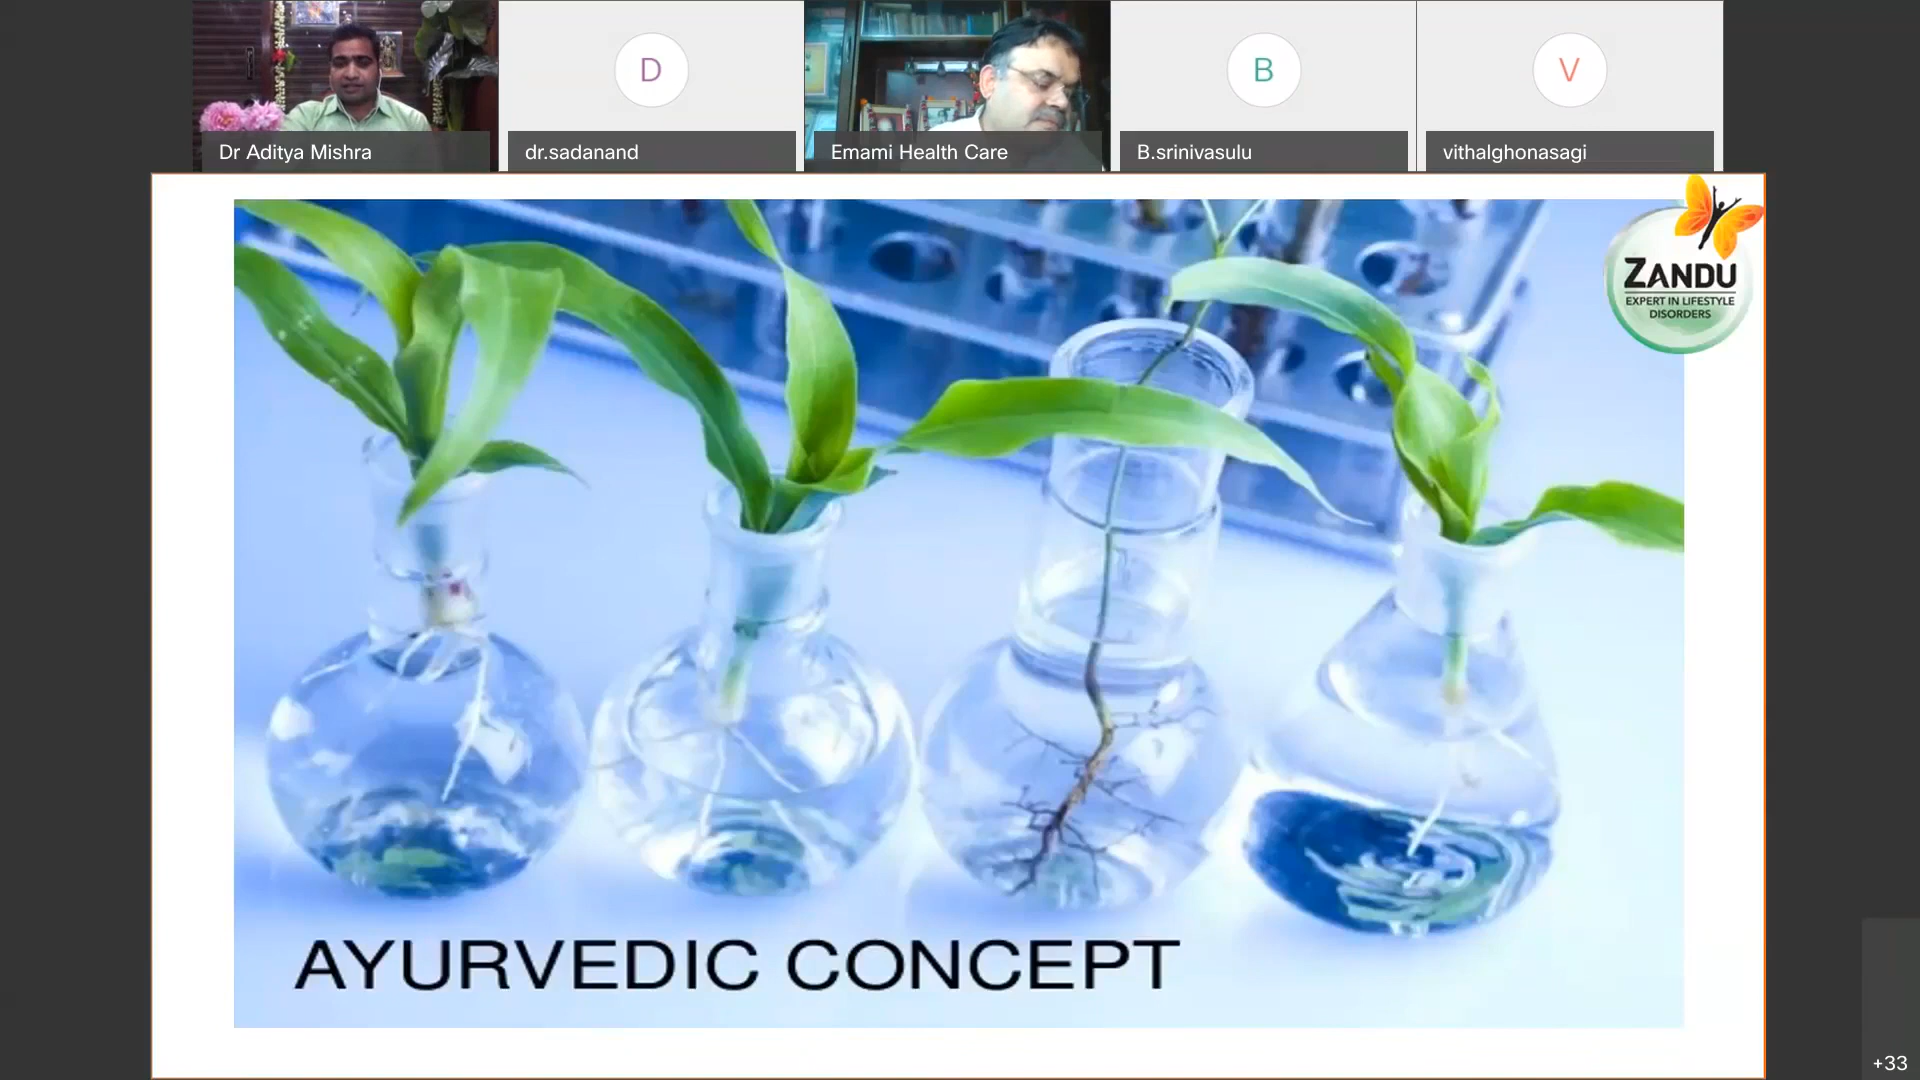 D
B
V
Dr Aditya Mishra
dr.sadanand
Emami Health Care
B.srinivasulu
vithalghonasagi
ZANDU
EXPERT IN LIFESTYLE
DISORDERS
AYURVEDIC CONCEPT
+33